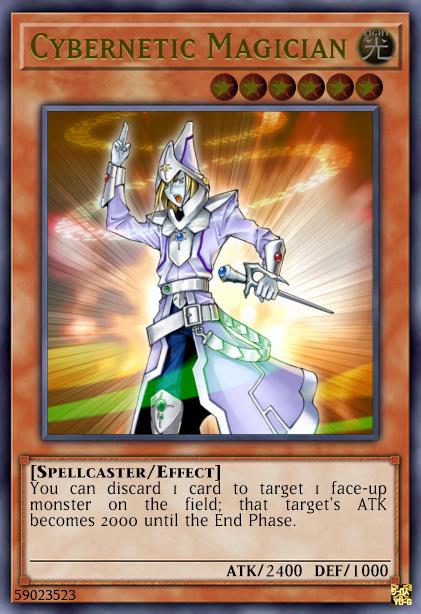 Cybernetic Magician
LIGHT
光
[Spellcaster/Effect]
You can discard 1 card to target 1 face-up
monster on the field; that target's ATK
becomes 2000 until the End Phase.
ATK/2400 DEF/1000
59023523